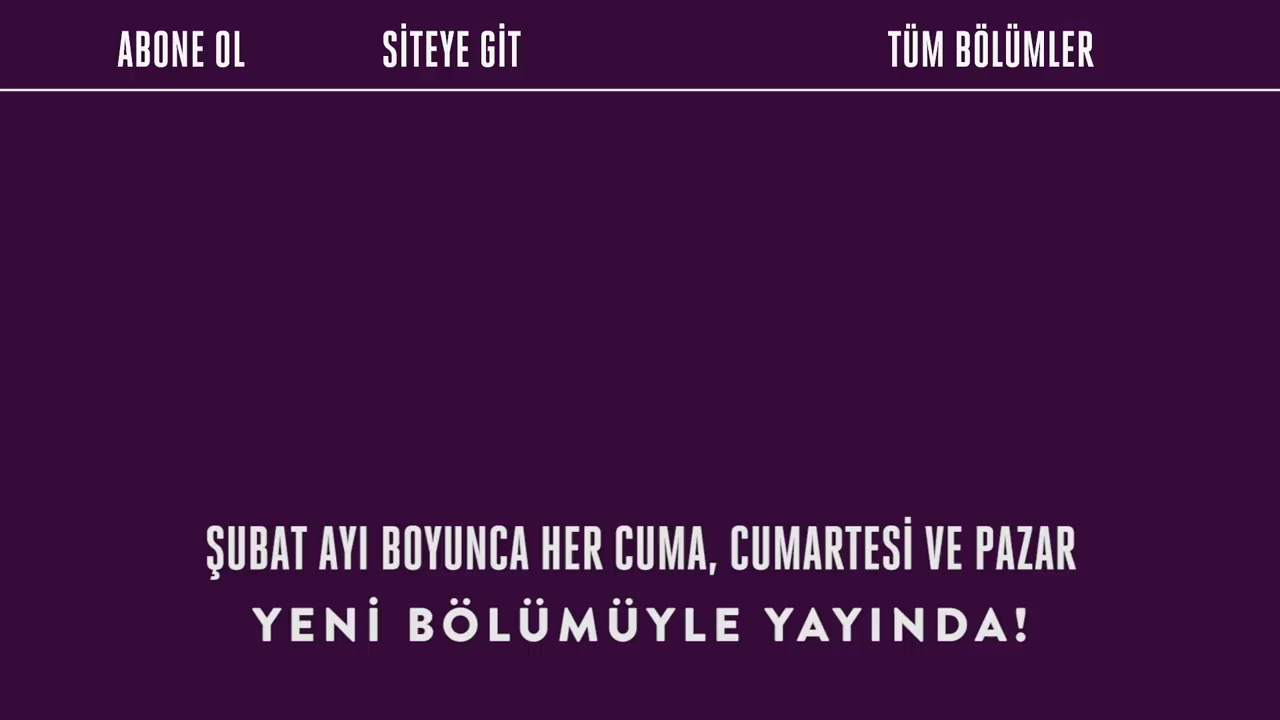 ABONE OL
SİTEYE GİT
TÜM BÖLÜMLER
ŞUBAT AYI BOYUNCA HER CUMA, CUMARTESİ VE PAZAR
YENİ BÖLÜMÜYLE YAYINDA!